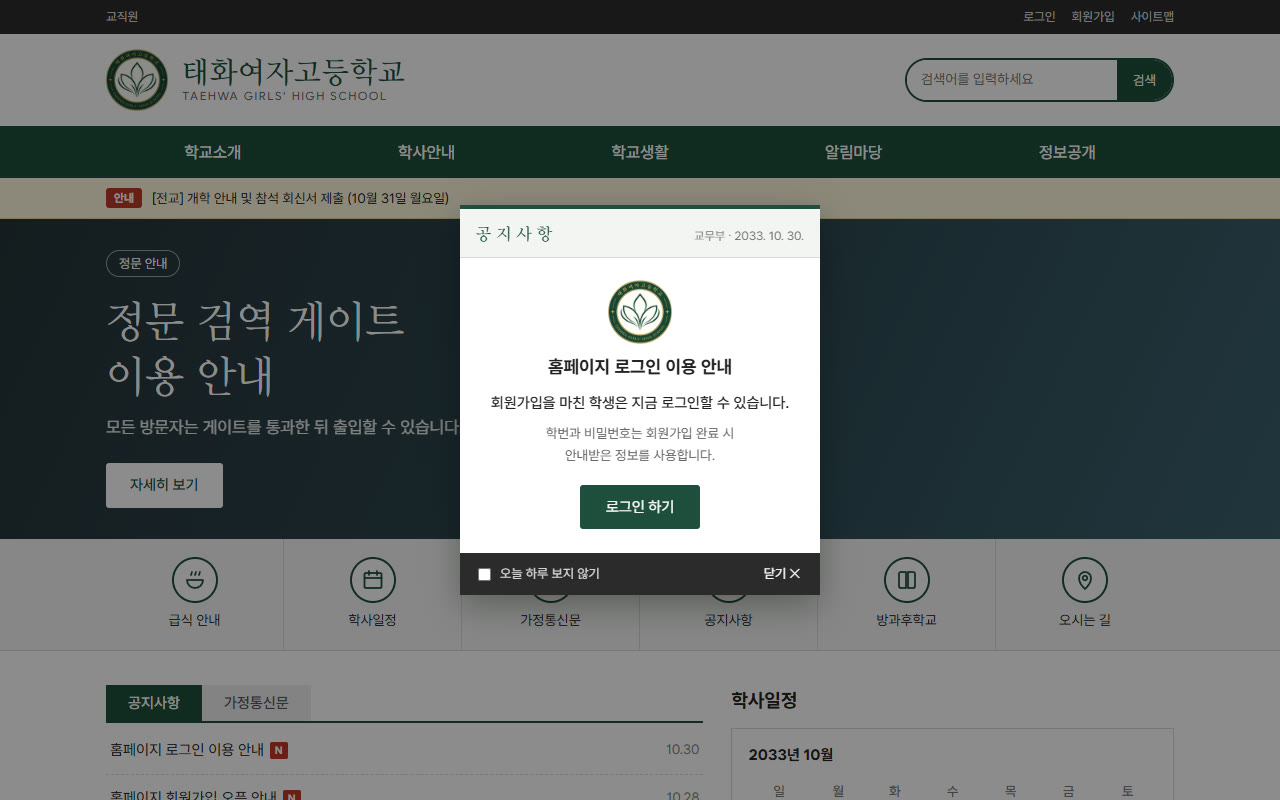 교직원
로그인 회원가입 사이트맵
태화여자고등학교
TAEHWA GIRLS' HIGH SCHOOL
검색어를 입력하세요
검색
학교소개 학사안내 학교생활 알림마당 정보공개
안내 [전교] 개학 안내 및 참석 회신서 제출 (10월 31일 월요일)
정문 안내
정문 검역 게이트
이용 안내
모든 방문자는 게이트를 통과한 뒤 출입할 수 있습니다
자세히 보기
공지사항
교무부 · 2033. 10. 30.
홈페이지 로그인 이용 안내
회원가입을 마친 학생은 지금 로그인할 수 있습니다.
학번과 비밀번호는 회원가입 완료 시
안내받은 정보를 사용합니다.
로그인 하기
오늘 하루 보지 않기
닫기 ✕
급식 안내 학사일정 가정통신문 공지사항 방과후학교 오시는 길
공지사항 가정통신문
홈페이지 로그인 이용 안내 N 10.30
홈페이지 회원가입 오픈 안내 N 10.28
학사일정
2033년 10월
일 월 화 수 목 금 토